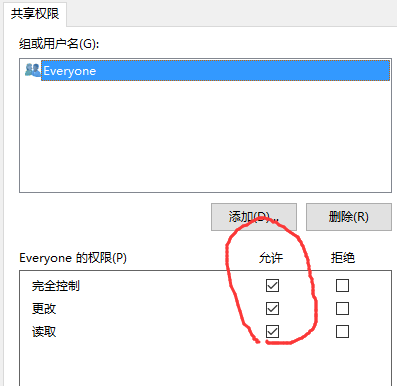 共享权限
组或用户名(G):
Everyone
添加(D)... 删除(R)
Everyone 的权限(P) 允许 拒绝
完全控制
更改
读取